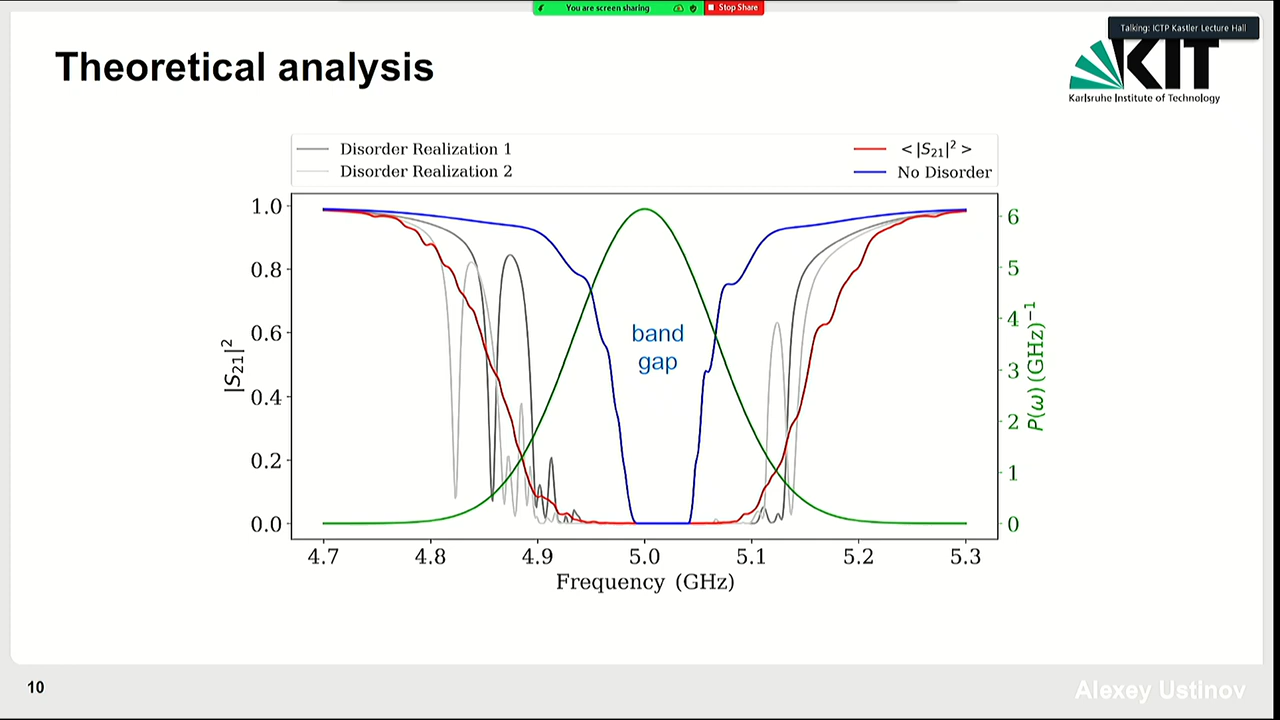 You are screen sharing
Stop Share
Talking: ICTP Kastler Lecture Hall
Theoretical analysis
KIT
Karlsruhe Institute of Technology
Disorder Realization 1
Disorder Realization 2
<|S21|²>
No Disorder
1.0
0.8
0.6
0.4
0.2
0.0
|S21|²
band
gap
6
5
4
3
2
1
0
P(ω) (GHz)⁻¹
4.7 4.8 4.9 5.0 5.1 5.2 5.3
Frequency (GHz)
10
Alexey Ustinov